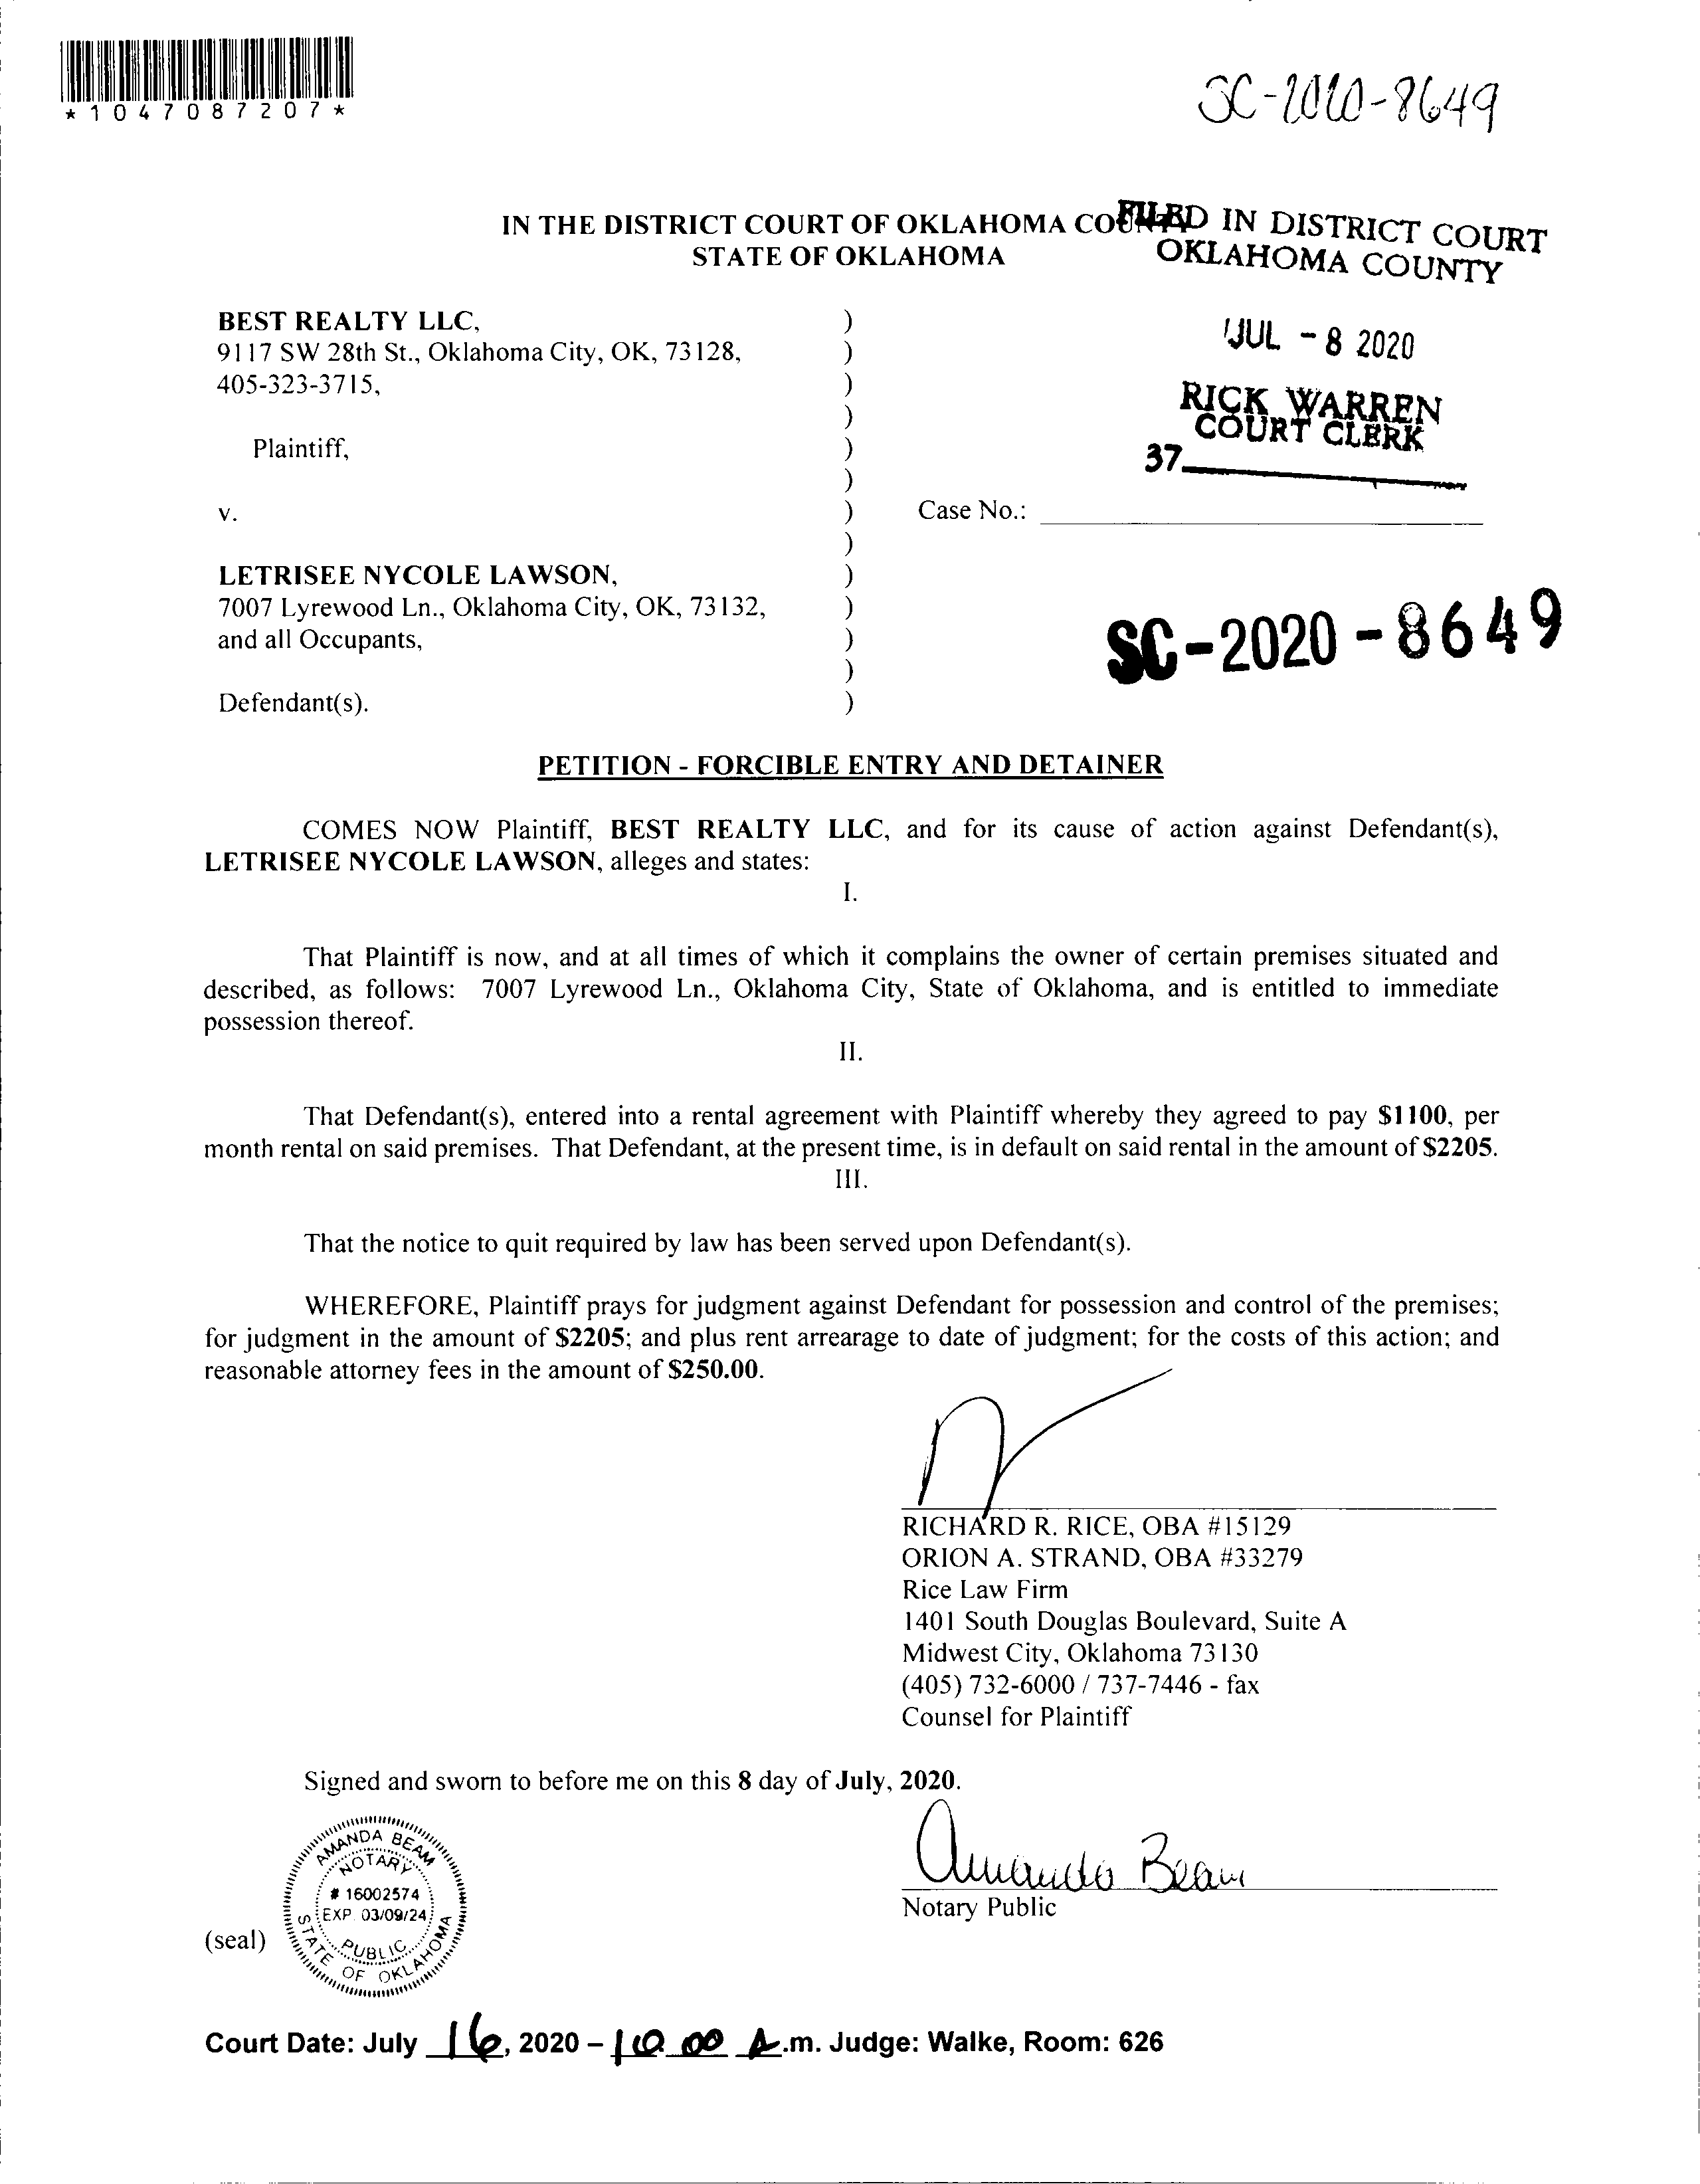 *1047087207*
SC-2020-8649
IN THE DISTRICT COURT OF OKLAHOMA COUNTY
STATE OF OKLAHOMA
FILED IN DISTRICT COURT
OKLAHOMA COUNTY
JUL - 8 2020
RICK WARREN
COURT CLERK
37
BEST REALTY LLC, )
9117 SW 28th St., Oklahoma City, OK, 73128, )
405-323-3715, )
)
Plaintiff, )
)
v. ) Case No.:
)
LETRISEE NYCOLE LAWSON, )
7007 Lyrewood Ln., Oklahoma City, OK, 73132, )
and all Occupants, )
)
Defendant(s). )
SC-2020-8649
PETITION - FORCIBLE ENTRY AND DETAINER
COMES NOW Plaintiff, BEST REALTY LLC, and for its cause of action against Defendant(s),
LETRISEE NYCOLE LAWSON, alleges and states:
I.
That Plaintiff is now, and at all times of which it complains the owner of certain premises situated and
described, as follows: 7007 Lyrewood Ln., Oklahoma City, State of Oklahoma, and is entitled to immediate
possession thereof.
II.
That Defendant(s), entered into a rental agreement with Plaintiff whereby they agreed to pay $1100, per
month rental on said premises. That Defendant, at the present time, is in default on said rental in the amount of $2205.
III.
That the notice to quit required by law has been served upon Defendant(s).
WHEREFORE, Plaintiff prays for judgment against Defendant for possession and control of the premises;
for judgment in the amount of $2205; and plus rent arrearage to date of judgment; for the costs of this action; and
reasonable attorney fees in the amount of $250.00.
RICHARD R. RICE, OBA #15129
ORION A. STRAND, OBA #33279
Rice Law Firm
1401 South Douglas Boulevard, Suite A
Midwest City, Oklahoma 73130
(405) 732-6000 / 737-7446 - fax
Counsel for Plaintiff
Signed and sworn to before me on this 8 day of July, 2020.
Amanda Beam
Notary Public
(seal)
AMANDA BEAM
NOTARY
# 16002574
EXP. 03/09/24
PUBLIC
STATE OF OKLAHOMA
Court Date: July 16, 2020 – 10 00 A.m. Judge: Walke, Room: 626